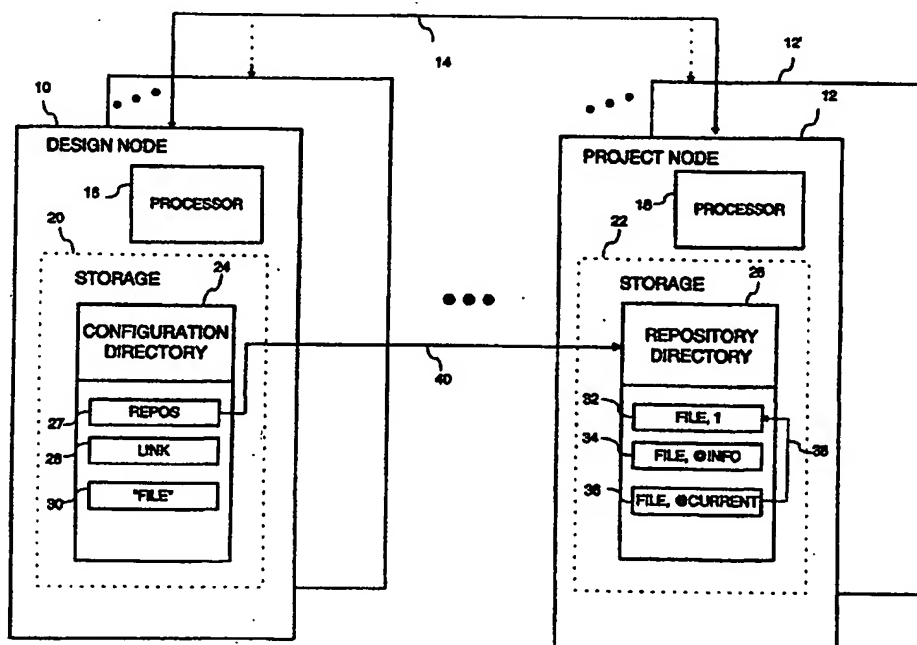 14
12'
10
12
DESIGN NODE
PROJECT NODE
16
PROCESSOR
18
PROCESSOR
20
22
STORAGE
24
STORAGE
26
CONFIGURATION
DIRECTORY
REPOSITORY
DIRECTORY
40
27
REPOS
32
FILE, 1
28
LINK
34
FILE, @INFO
38
30
"FILE"
36
FILE, @CURRENT